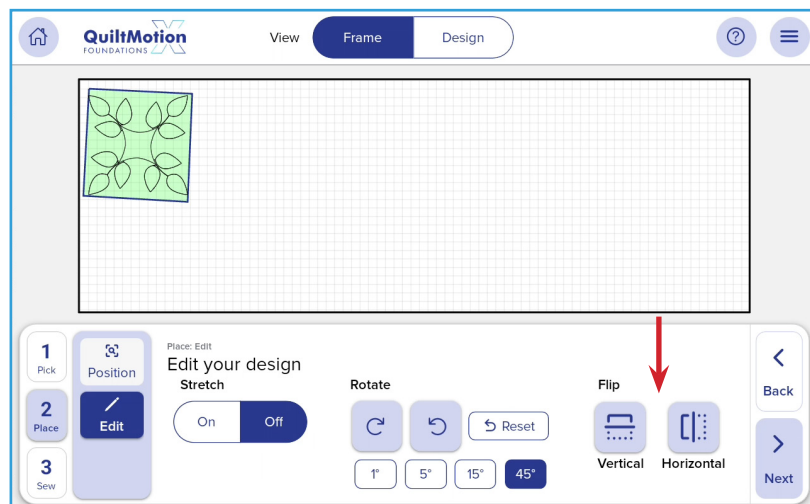 QuiltMotion X
FOUNDATIONS
View
Frame
Design
?
1
Pick
2
Place
3
Sew
Position
Edit
Place: Edit
Edit your design
Stretch
On
Off
Rotate
Reset
1°
5°
15°
45°
Flip
Vertical
Horizontal
Back
Next